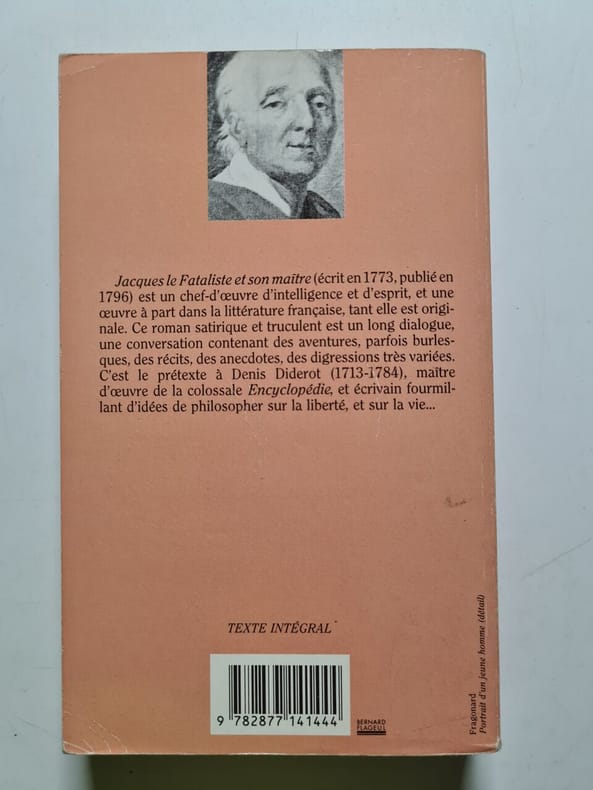 Jacques le Fataliste et son maître (écrit en 1773, publié en
1796) est un chef-d'œuvre d'intelligence et d'esprit, et une
œuvre à part dans la littérature française, tant elle est origi-
nale. Ce roman satirique et truculent est un long dialogue,
une conversation contenant des aventures, parfois burles-
ques, des récits, des anecdotes, des digressions très variées.
C'est le prétexte à Denis Diderot (1713-1784), maître
d'œuvre de la colossale Encyclopédie, et écrivain fourmil-
lant d'idées de philosopher sur la liberté, et sur la vie...
TEXTE INTÉGRAL
9 782877 141444
BERNARD
PLAGEUL
Fragonard
Portrait d'un jeune homme (détail)